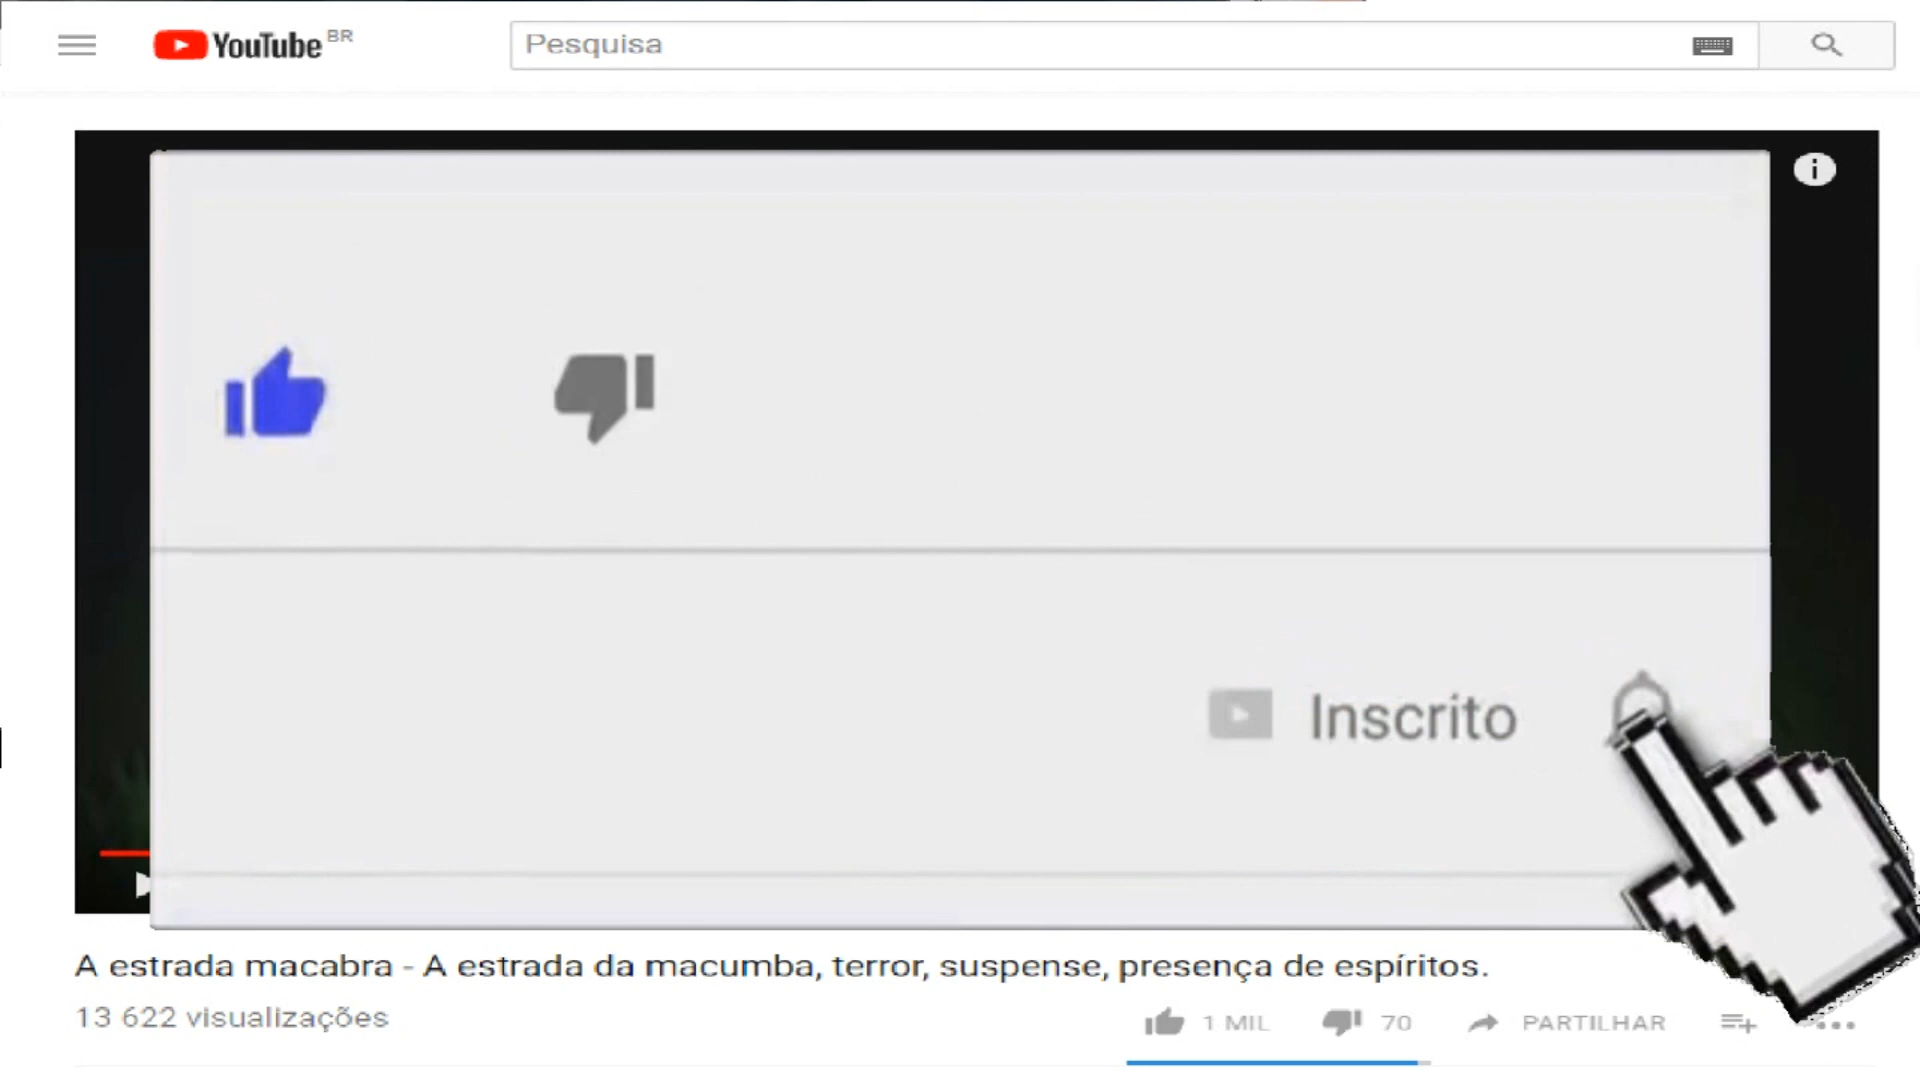 YouTube BR
Pesquisa
i
Inscrito
A estrada macabra - A estrada da macumba, terror, suspense, presença de espíritos.
13 622 visualizações
1 MIL 70 PARTILHAR